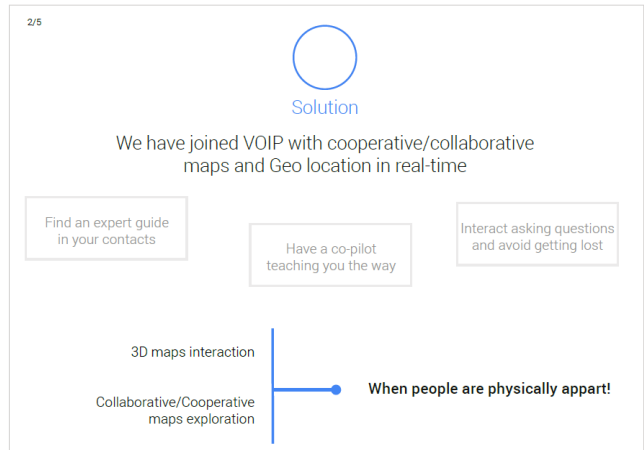 2/5
Solution
We have joined VOIP with cooperative/collaborative
maps and Geo location in real-time
Find an expert guide
in your contacts
Have a co-pilot
teaching you the way
Interact asking questions
and avoid getting lost
3D maps interaction
Collaborative/Cooperative
maps exploration
When people are physically appart!